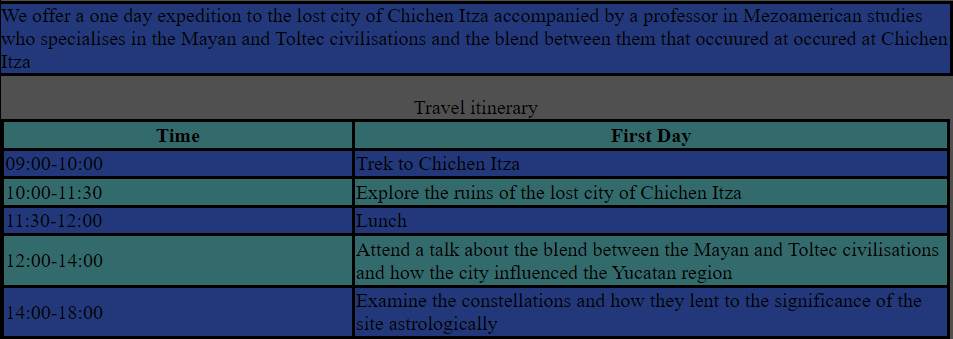 We offer a one day expedition to the lost city of Chichen Itza accompanied by a professor in Mezoamerican studies
who specialises in the Mayan and Toltec civilisations and the blend between them that occuured at occured at Chichen
Itza
Travel itinerary
Time First Day
09:00-10:00 Trek to Chichen Itza
10:00-11:30 Explore the ruins of the lost city of Chichen Itza
11:30-12:00 Lunch
12:00-14:00 Attend a talk about the blend between the Mayan and Toltec civilisations
and how the city influenced the Yucatan region
14:00-18:00 Examine the constellations and how they lent to the significance of the
site astrologically